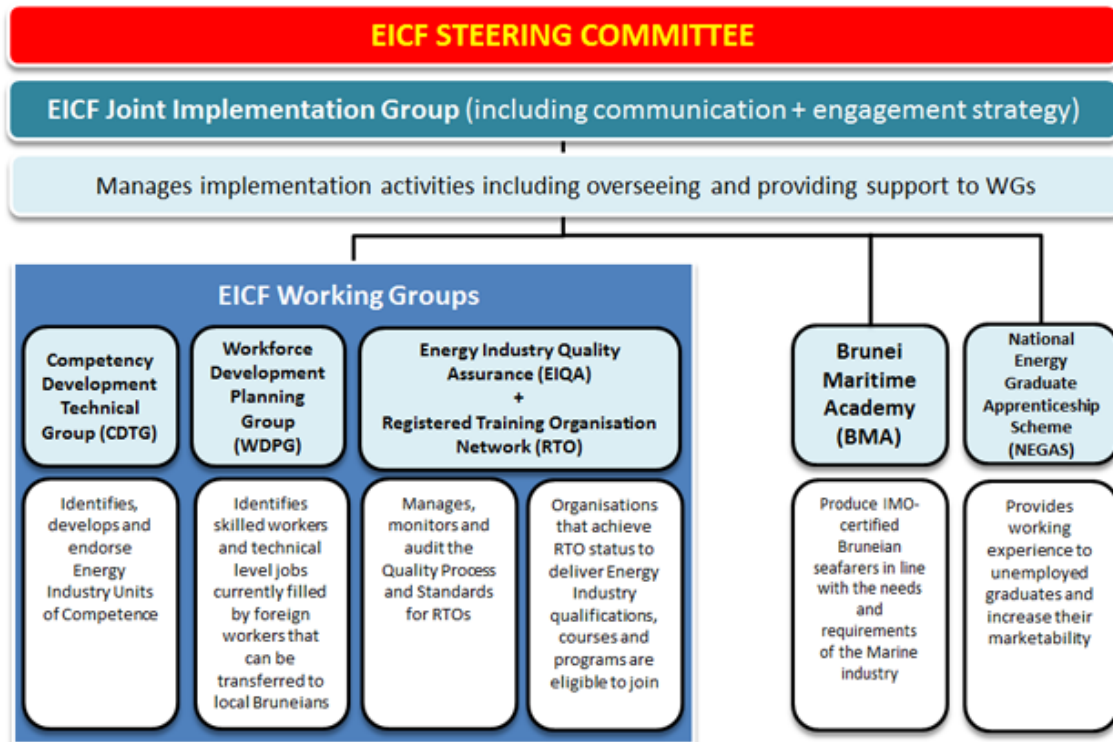 EICF STEERING COMMITTEE
EICF Joint Implementation Group (including communication + engagement strategy)
Manages implementation activities including overseeing and providing support to WGs
EICF Working Groups
Competency
Development
Technical
Group (CDTG)
Identifies,
develops and
endorse
Energy
Industry Units
of Competence
Workforce
Development
Planning
Group
(WDPG)
Identifies
skilled workers
and technical
level jobs
currently filled
by foreign
workers that
can be
transferred to
local Bruneians
Energy Industry Quality
Assurance (EIQA)
+
Registered Training Organisation
Network (RTO)
Manages,
monitors and
audit the
Quality Process
and Standards
for RTOs
Organisations
that achieve
RTO status to
deliver Energy
Industry
qualifications,
courses and
programs are
eligible to join
Brunei
Maritime
Academy
(BMA)
Produce IMO-
certified
Bruneian
seafarers in line
with the needs
and
requirements
of the Marine
industry
National
Energy
Graduate
Apprenticeship
Scheme
(NEGAS)
Provides
working
experience to
unemployed
graduates and
increase their
marketability